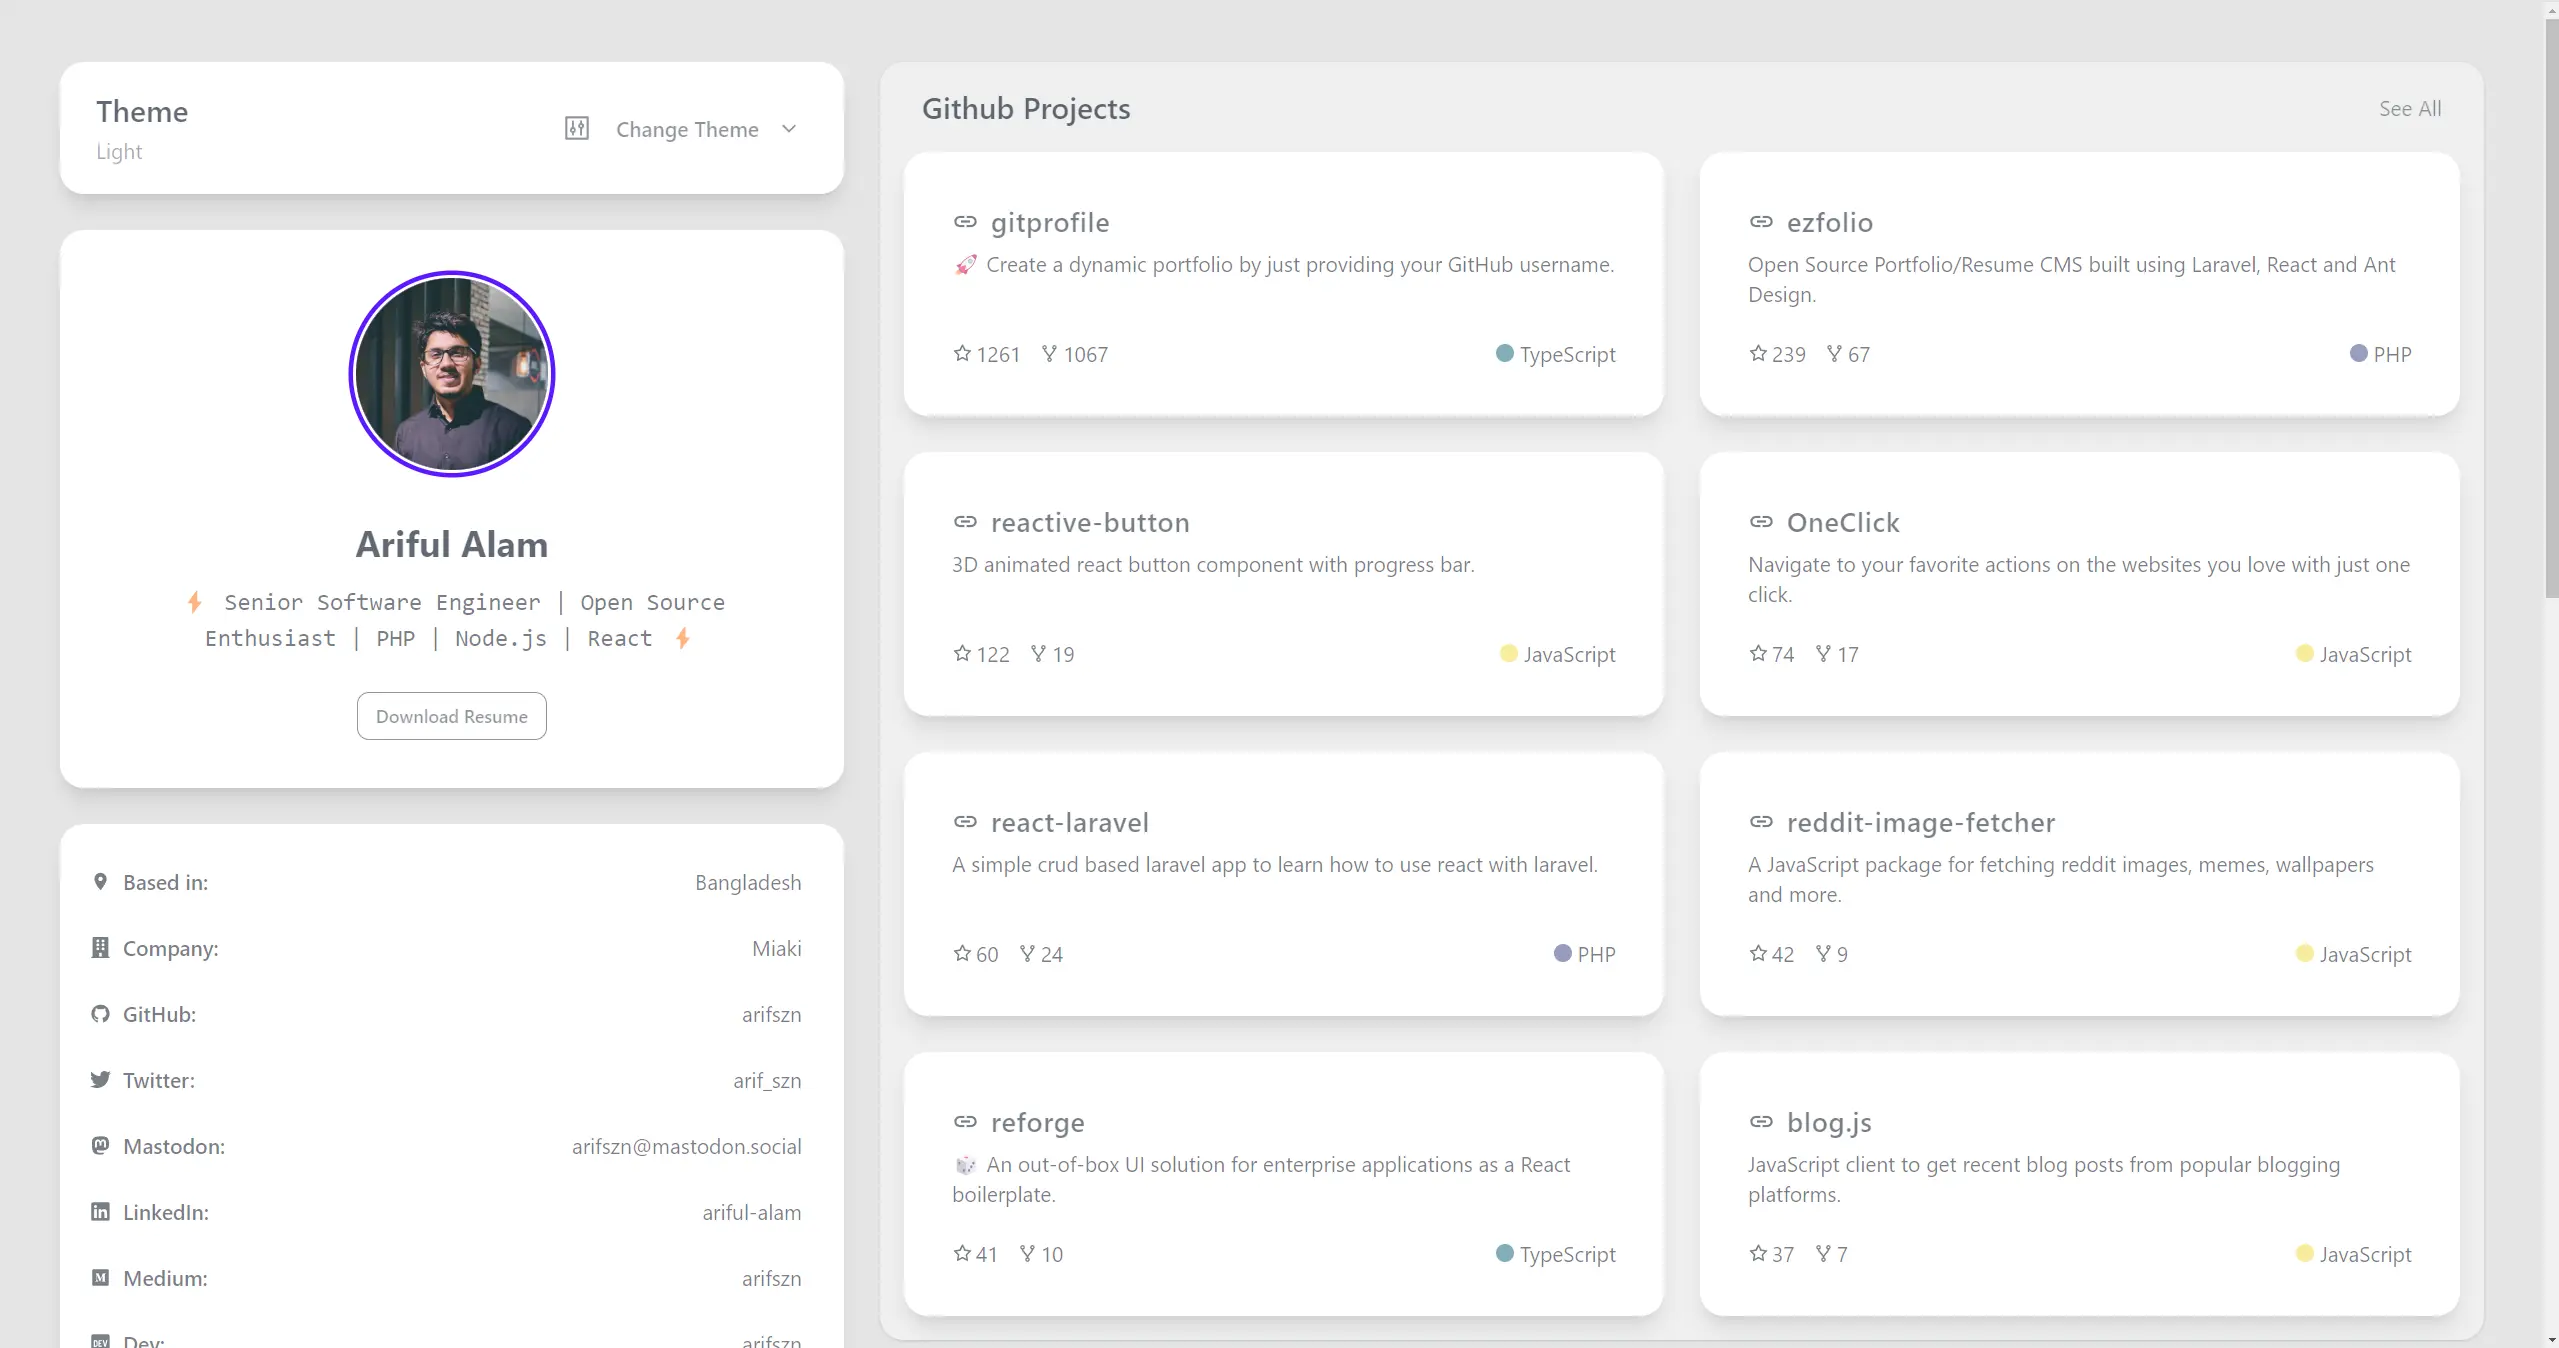 Theme
Light
Change Theme
Ariful Alam
⚡ Senior Software Engineer | Open Source
Enthusiast | PHP | Node.js | React ⚡
Download Resume
Based in: Bangladesh
Company: Miaki
GitHub: arifszn
Twitter: arif_szn
Mastodon: arifszn@mastodon.social
LinkedIn: ariful-alam
Medium: arifszn
Dev: arifszn
Github Projects
See All
gitprofile
🚀 Create a dynamic portfolio by just providing your GitHub username.
1261 1067 TypeScript
ezfolio
Open Source Portfolio/Resume CMS built using Laravel, React and Ant
Design.
239 67 PHP
reactive-button
3D animated react button component with progress bar.
122 19 JavaScript
OneClick
Navigate to your favorite actions on the websites you love with just one
click.
74 17 JavaScript
react-laravel
A simple crud based laravel app to learn how to use react with laravel.
60 24 PHP
reddit-image-fetcher
A JavaScript package for fetching reddit images, memes, wallpapers
and more.
42 9 JavaScript
reforge
🎲 An out-of-box UI solution for enterprise applications as a React
boilerplate.
41 10 TypeScript
blog.js
JavaScript client to get recent blog posts from popular blogging
platforms.
37 7 JavaScript